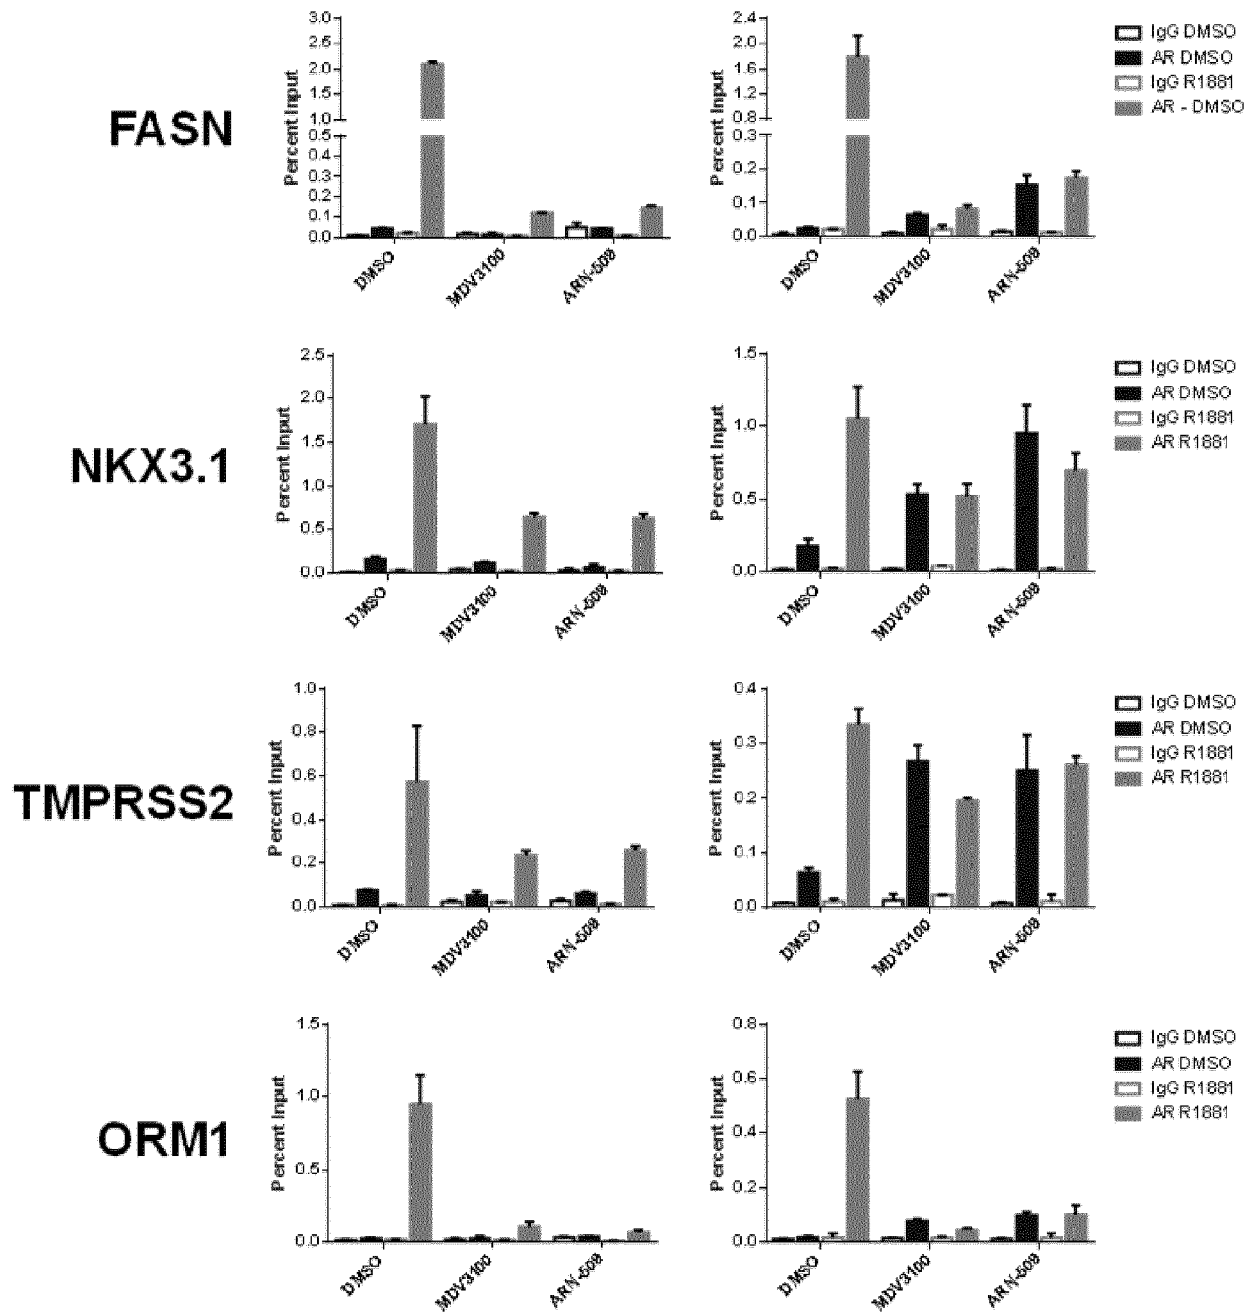 FASN
Percent Input
3.0
2.5
2.0
1.5
1.0
0.5
0.4
0.3
0.2
0.1
0.0
DMSO
MDV3100
ARN-509
Percent Input
2.4
2.0
1.6
1.2
0.8
0.3
0.2
0.1
0.0
DMSO
MDV3100
ARN-509
IgG DMSO
AR DMSO
IgG R1881
AR - DMSO
NKX3.1
Percent Input
2.5
2.0
1.5
1.0
0.5
0.0
DMSO
MDV3100
ARN-509
Percent Input
1.5
1.0
0.5
0.0
DMSO
MDV3100
ARN-509
IgG DMSO
AR DMSO
IgG R1881
AR R1881
TMPRSS2
Percent Input
1.0
0.8
0.6
0.4
0.2
0.0
DMSO
MDV3100
ARN-509
Percent Input
0.4
0.3
0.2
0.1
0.0
DMSO
MDV3100
ARN-509
IgG DMSO
AR DMSO
IgG R1881
AR R1881
ORM1
Percent Input
1.5
1.0
0.5
0.0
DMSO
MDV3100
ARN-509
Percent Input
0.8
0.6
0.4
0.2
0.0
DMSO
MDV3100
ARN-509
IgG DMSO
AR DMSO
IgG R1881
AR R1881